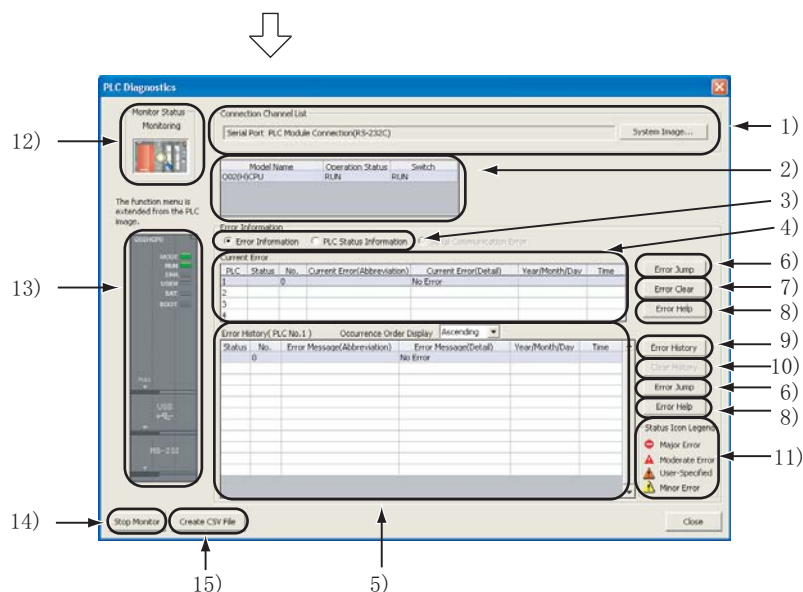 PLC Diagnostics
Monitor Status
Monitoring
12)
Connection Channel List
Serial Port PLC Module Connection(RS-232C)
System Image...
1)
Model Name Operation Status Switch
Q02(H)CPU RUN RUN
2)
The function menu is
extended from the PLC
image.
3)
4)
Error Information
Error Information PLC Status Information Serial Communication Error
Current Error
PLC Status No. Current Error(Abbreviation) Current Error(Detail) Year/Month/Day Time
1 0 No Error
2
3
4
Error Jump
6)
Error Clear
7)
Error Help
8)
13)
Q02HCPU
MODE
RUN
ERR.
USER
BAT.
BOOT
PULL
USB
RS-232
Error History( PLC No.1 ) Occurrence Order Display Ascending
Status No. Error Message(Abbreviation) Error Message(Detail) Year/Month/Day Time
0 No Error
Error History
9)
Clear History
10)
Error Jump
6)
Error Help
8)
Status Icon Legend
Major Error
Moderate Error
User-Specified
Minor Error
11)
14)
Stop Monitor Create CSV File Close
15)
5)